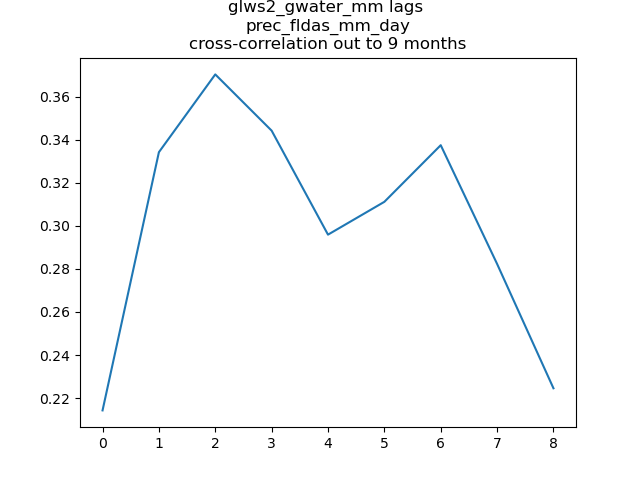 glws2_gwater_mm lags
prec_fldas_mm_day
cross-correlation out to 9 months
0.36
0.34
0.32
0.30
0.28
0.26
0.24
0.22
0 1 2 3 4 5 6 7 8